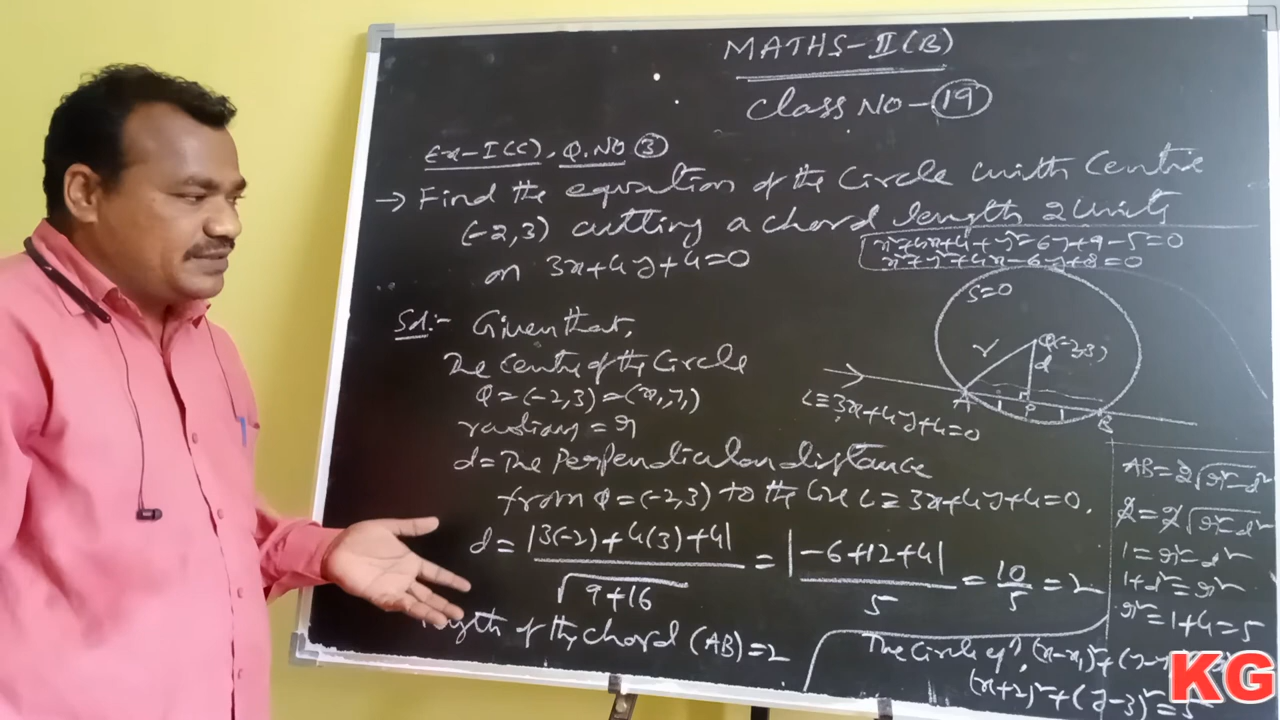 MATHS-II(B)
Class NO-19
Ex-I(C), Q.NO 3
→ Find the equation of the Circle with Centre
(-2,3) cutting a chord length 2 Units
on 3x+4y+4=0
x²+4x+4+y²-6y+9-5=0
x²+y²+4x-6y+8=0
S=0
r
d
(-2,3)
A
1
P
1
B
L≡3x+4y+4=0
Sol:- Given that,
The Centre of the Circle
Q=(-2,3)=(x₁,y₁)
radius = r
d=The Perpendicular distance
from Q=(-2,3) to the line L≡3x+4y+4=0.
d = |3(-2)+4(3)+4| / √9+16 = |-6+12+4| / 5 = 10/5 = 2
length of the chord (AB)=2
AB=2√r²-d²
2=2√r²-d²
1=r²-d²
1+d²=r²
r²=1+4=5
The Circle eqn, (x-x₁)²+(y-y
(x+2)²+(y-3)²=5
KG